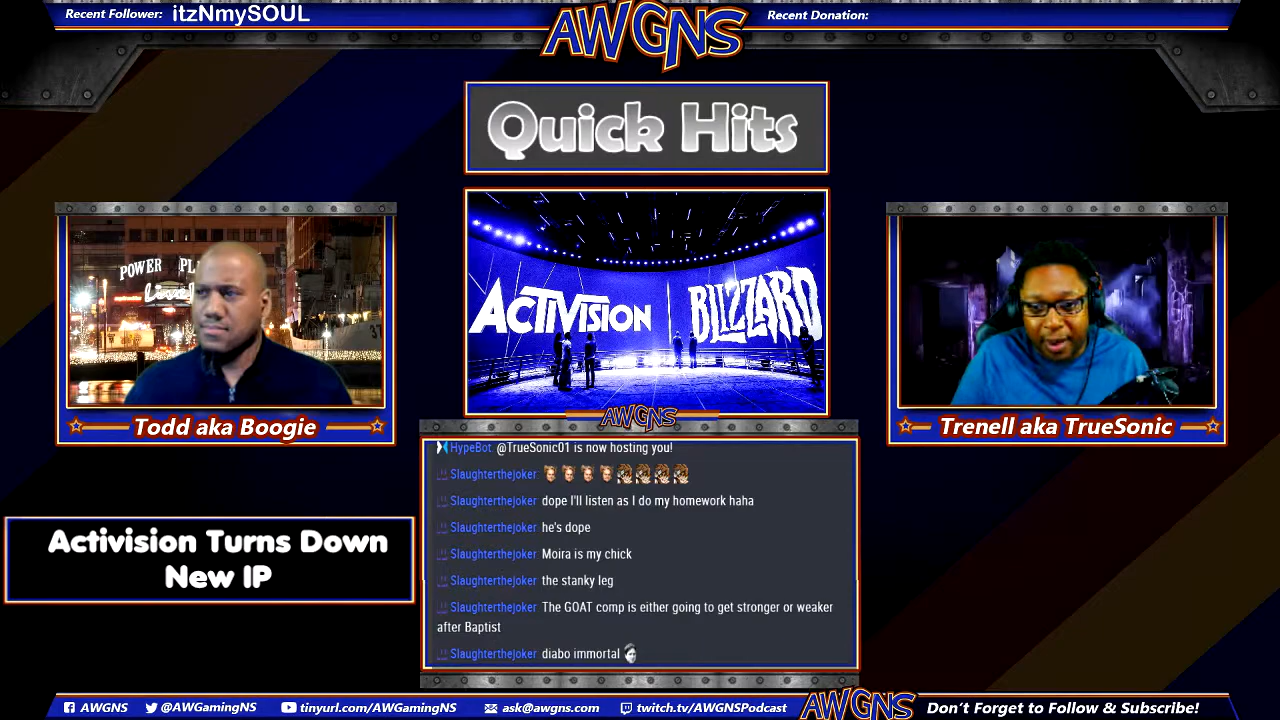 Recent Follower: itzNmySOUL
AWGNS
Recent Donation:
Quick Hits
POWER PL
Live!
37
ACTIVISION | BLIZZARD
Todd aka Boogie
AWGNS
Trenell aka TrueSonic
HypeBot @TrueSonic01 is now hosting you!
Slaughterthejoker
Slaughterthejoker dope I'll listen as I do my homework haha
Slaughterthejoker he's dope
Slaughterthejoker Moira is my chick
Slaughterthejoker the stanky leg
Slaughterthejoker The GOAT comp is either going to get stronger or weaker
after Baptist
Slaughterthejoker diabo immortal
Activision Turns Down
New IP
AWGNS @AWGamingNS tinyurl.com/AWGamingNS ask@awgns.com twitch.tv/AWGNSPodcast AWGNS Don't Forget to Follow & Subscribe!